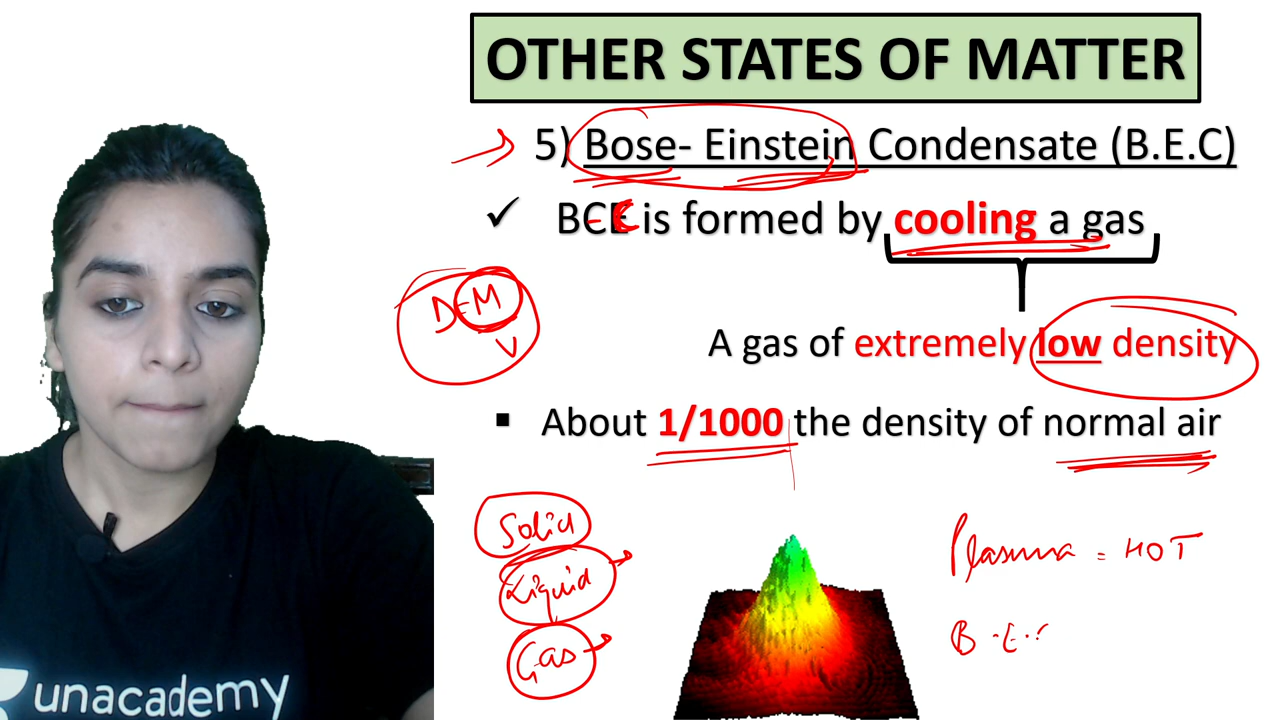 OTHER STATES OF MATTER
5) Bose- Einstein Condensate (B.E.C)
✓ BCE is formed by cooling a gas
C
D = M
V
A gas of extremely low density
▪ About 1/1000 the density of normal air
Solid
Liquid
Gas
Plasma = HOT
B.E.C
unacademy